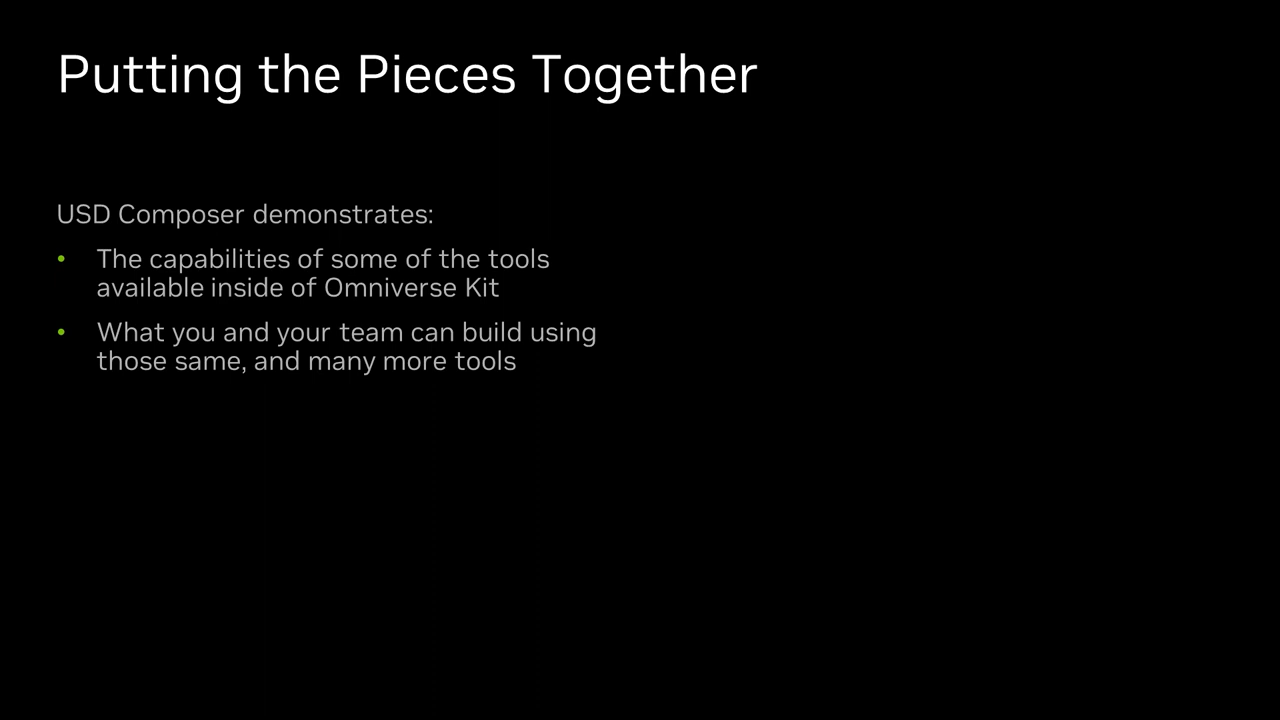 Putting the Pieces Together
USD Composer demonstrates:
• The capabilities of some of the tools
available inside of Omniverse Kit
• What you and your team can build using
those same, and many more tools